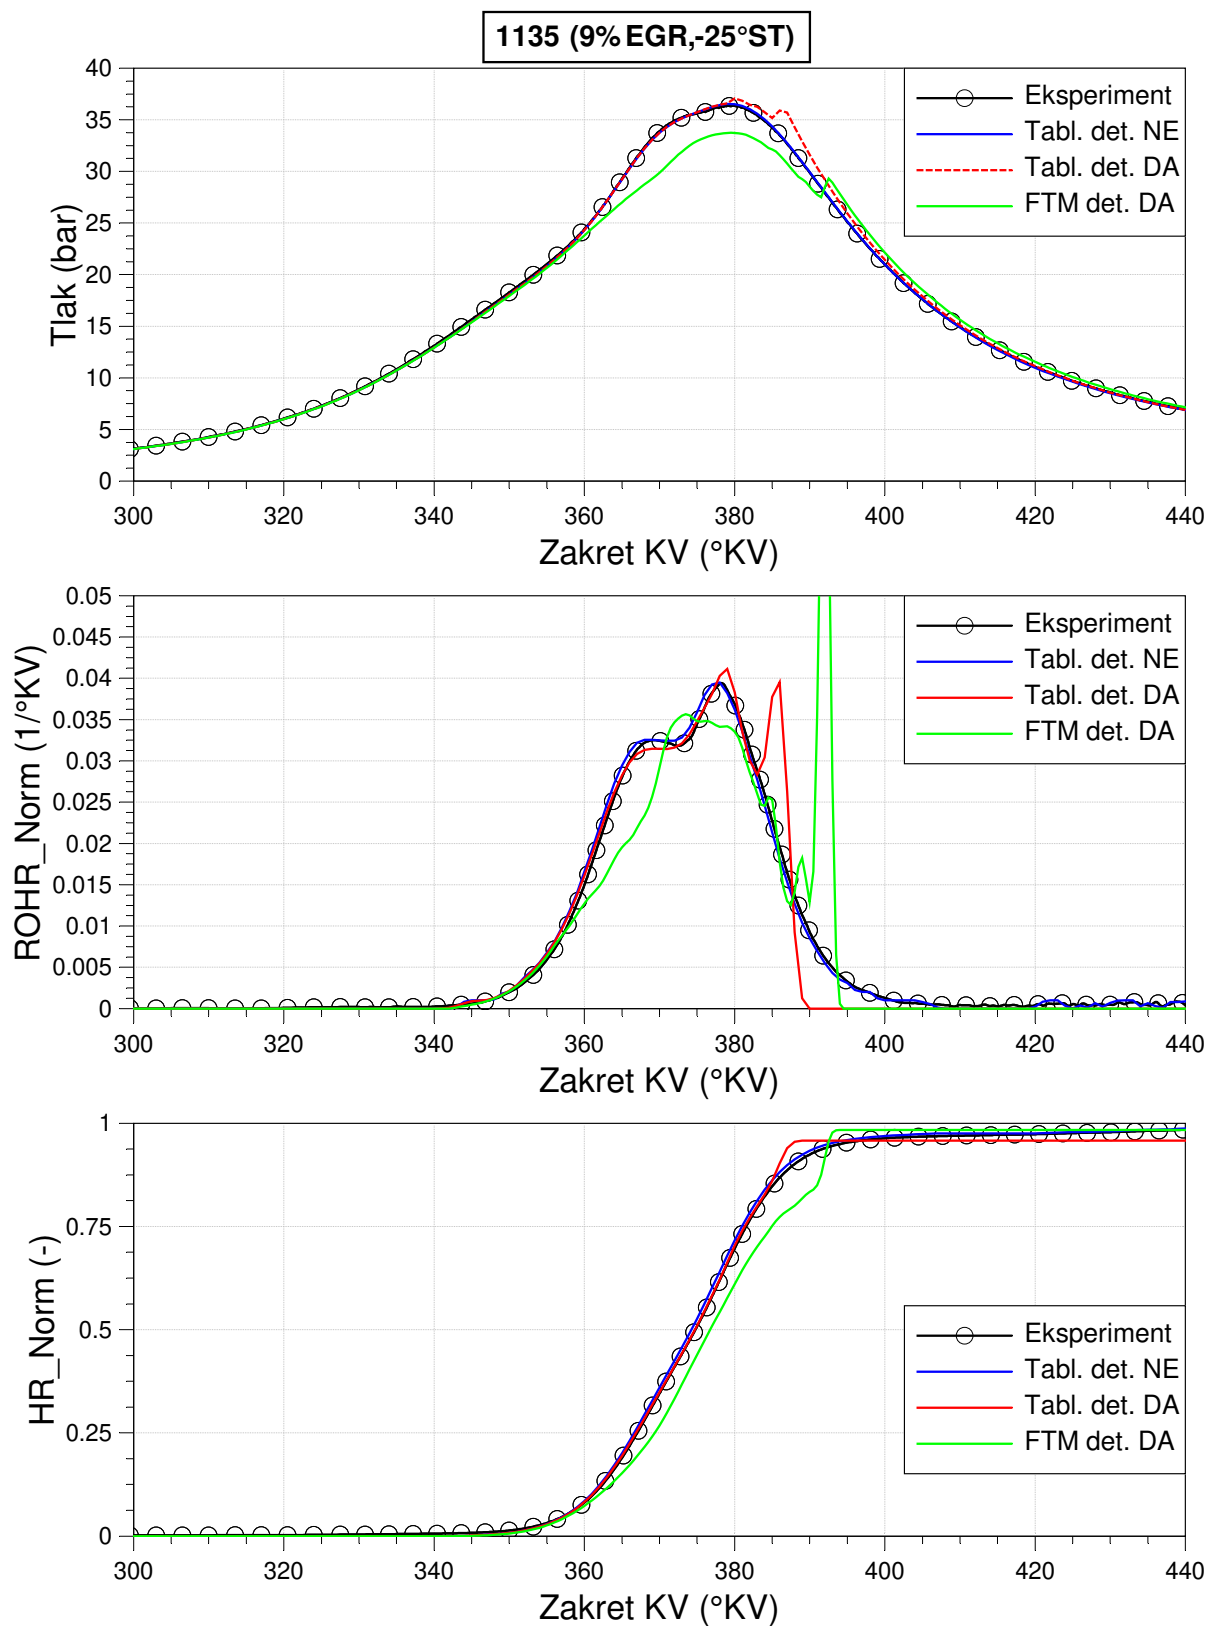 1135 (9% EGR,-25°ST)
Tlak (bar)
40
35
30
25
20
15
10
5
0
Eksperiment
Tabl. det. NE
Tabl. det. DA
FTM det. DA
300 320 340 360 380 400 420 440
Zakret KV (°KV)
ROHR_Norm (1/°KV)
0.05
0.045
0.04
0.035
0.03
0.025
0.02
0.015
0.01
0.005
0
Eksperiment
Tabl. det. NE
Tabl. det. DA
FTM det. DA
300 320 340 360 380 400 420 440
Zakret KV (°KV)
HR_Norm (-)
1
0.75
0.5
0.25
0
Eksperiment
Tabl. det. NE
Tabl. det. DA
FTM det. DA
300 320 340 360 380 400 420 440
Zakret KV (°KV)